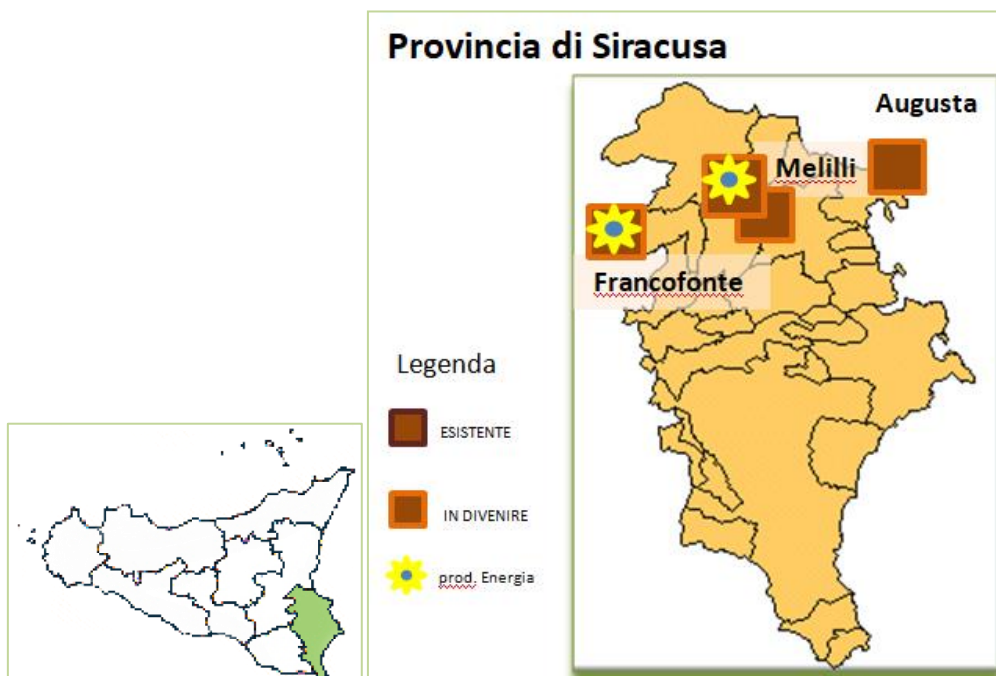 Provincia di Siracusa
Augusta
Melilli
Francofonte
Legenda
ESISTENTE
IN DIVENIRE
prod. Energia